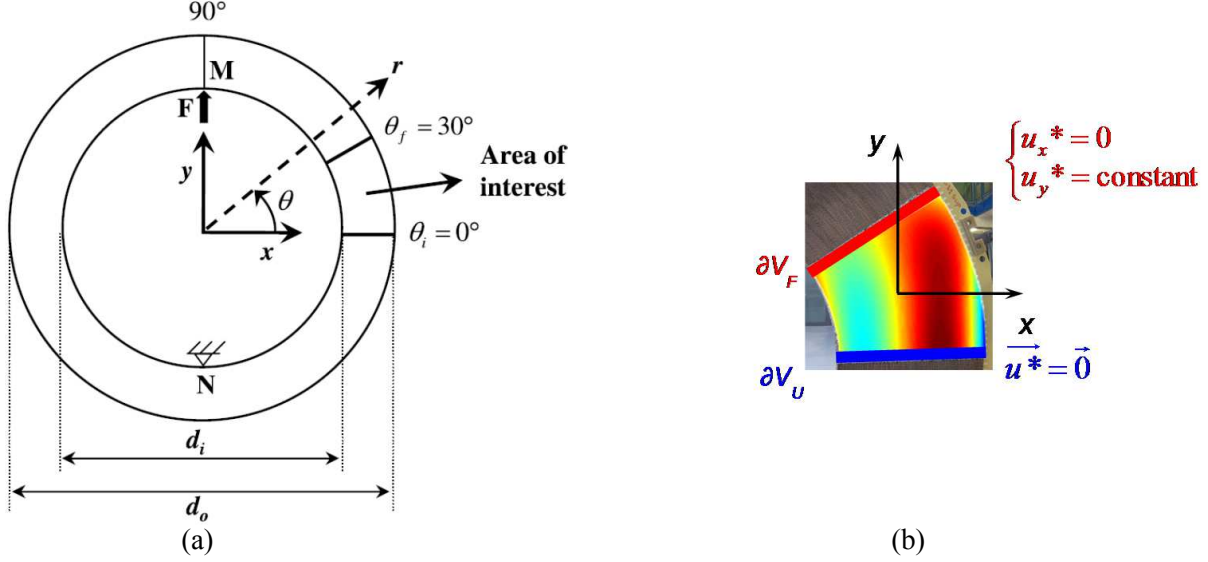 90°
M
F
r
θ_f = 30°
y
Area of
interest
θ
x
θ_i = 0°
N
d_i
d_o
(a)
y
u_x* = 0
u_y* = constant
∂V_F
x
u* = 0
∂V_U
(b)